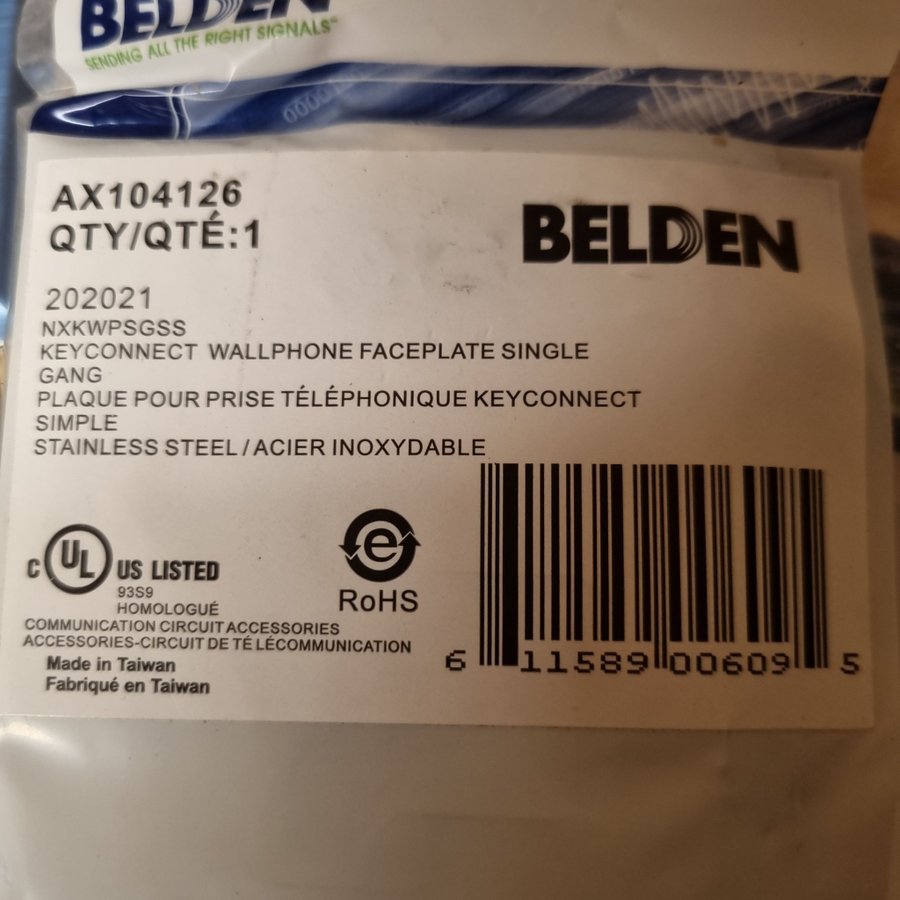 BELDEN
SENDING ALL THE RIGHT SIGNALS™
AX104126
QTY/QTÉ:1
BELDEN
202021
NXKWPSGSS
KEYCONNECT WALLPHONE FACEPLATE SINGLE
GANG
PLAQUE POUR PRISE TÉLÉPHONIQUE KEYCONNECT
SIMPLE
STAINLESS STEEL / ACIER INOXYDABLE
C UL US LISTED
93S9
HOMOLOGUÉ
COMMUNICATION CIRCUIT ACCESSORIES
ACCESSORIES-CIRCUIT DE TÉ LÉCOMMUNICATION
Made in Taiwan
Fabriqué en Taiwan
e
RoHS
6 11589 00609 5